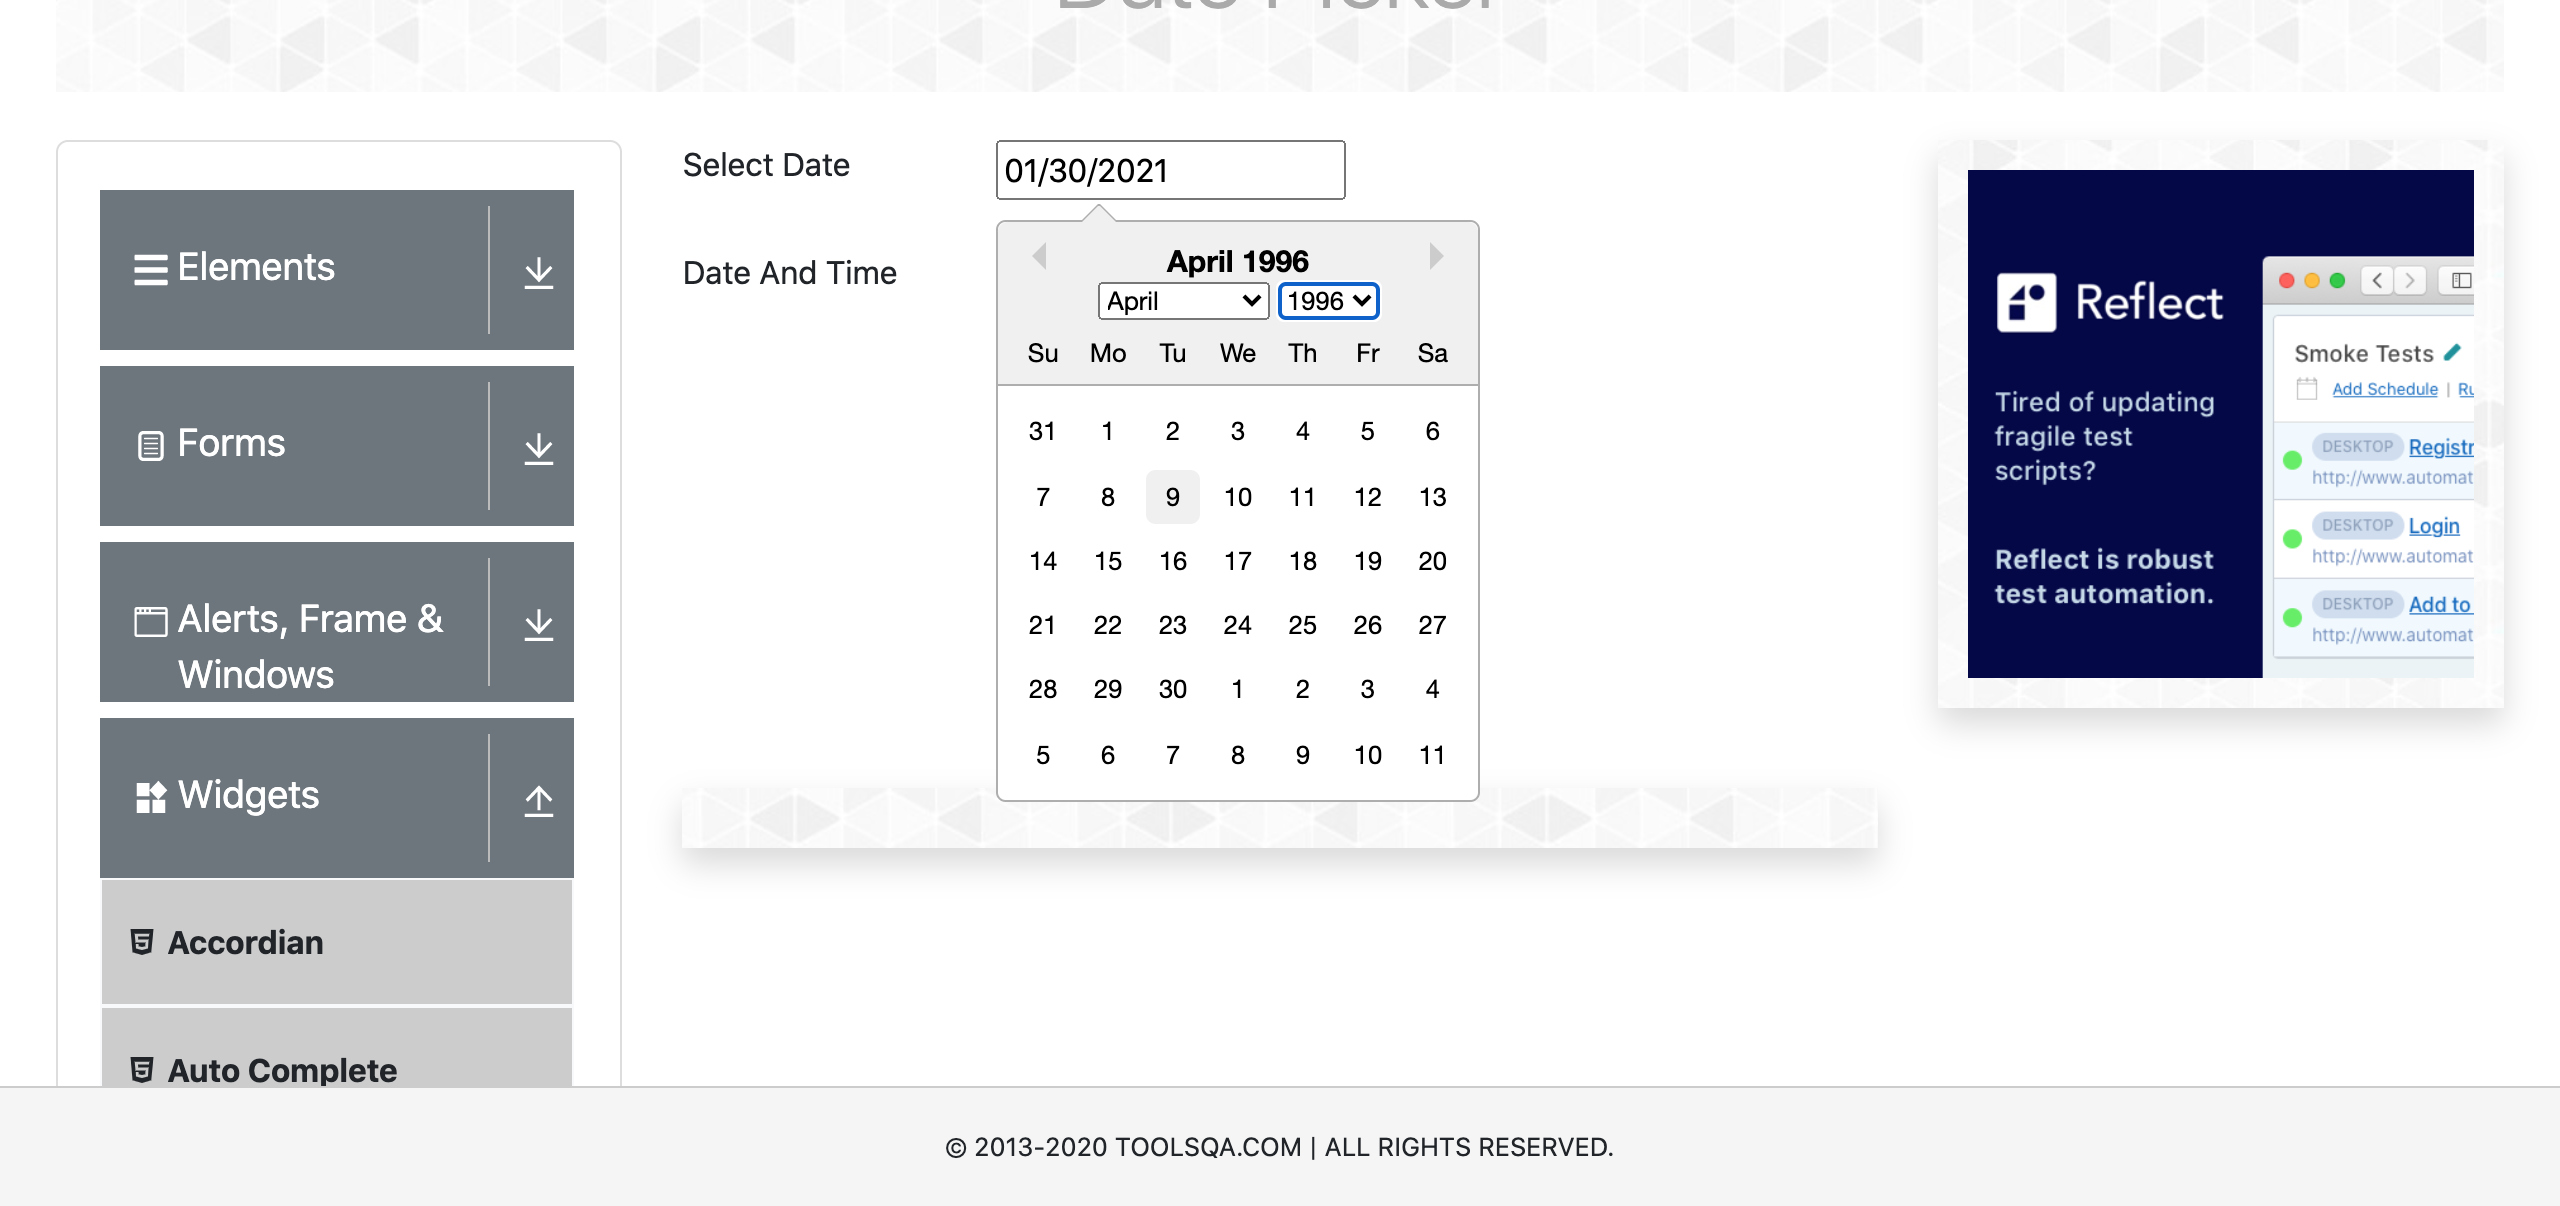 Date Picker
Select Date
01/30/2021
Date And Time
April 1996
April
1996
Su Mo Tu We Th Fr Sa
31 1 2 3 4 5 6
7 8 9 10 11 12 13
14 15 16 17 18 19 20
21 22 23 24 25 26 27
28 29 30 1 2 3 4
5 6 7 8 9 10 11
Elements
Forms
Alerts, Frame &
Windows
Widgets
Accordian
Auto Complete
Reflect
Tired of updating
fragile test
scripts?
Reflect is robust
test automation.
Smoke Tests
Add Schedule | Ru
DESKTOP Registr
http://www.automat
DESKTOP Login
http://www.automat
DESKTOP Add to
http://www.automat
© 2013-2020 TOOLSQA.COM | ALL RIGHTS RESERVED.